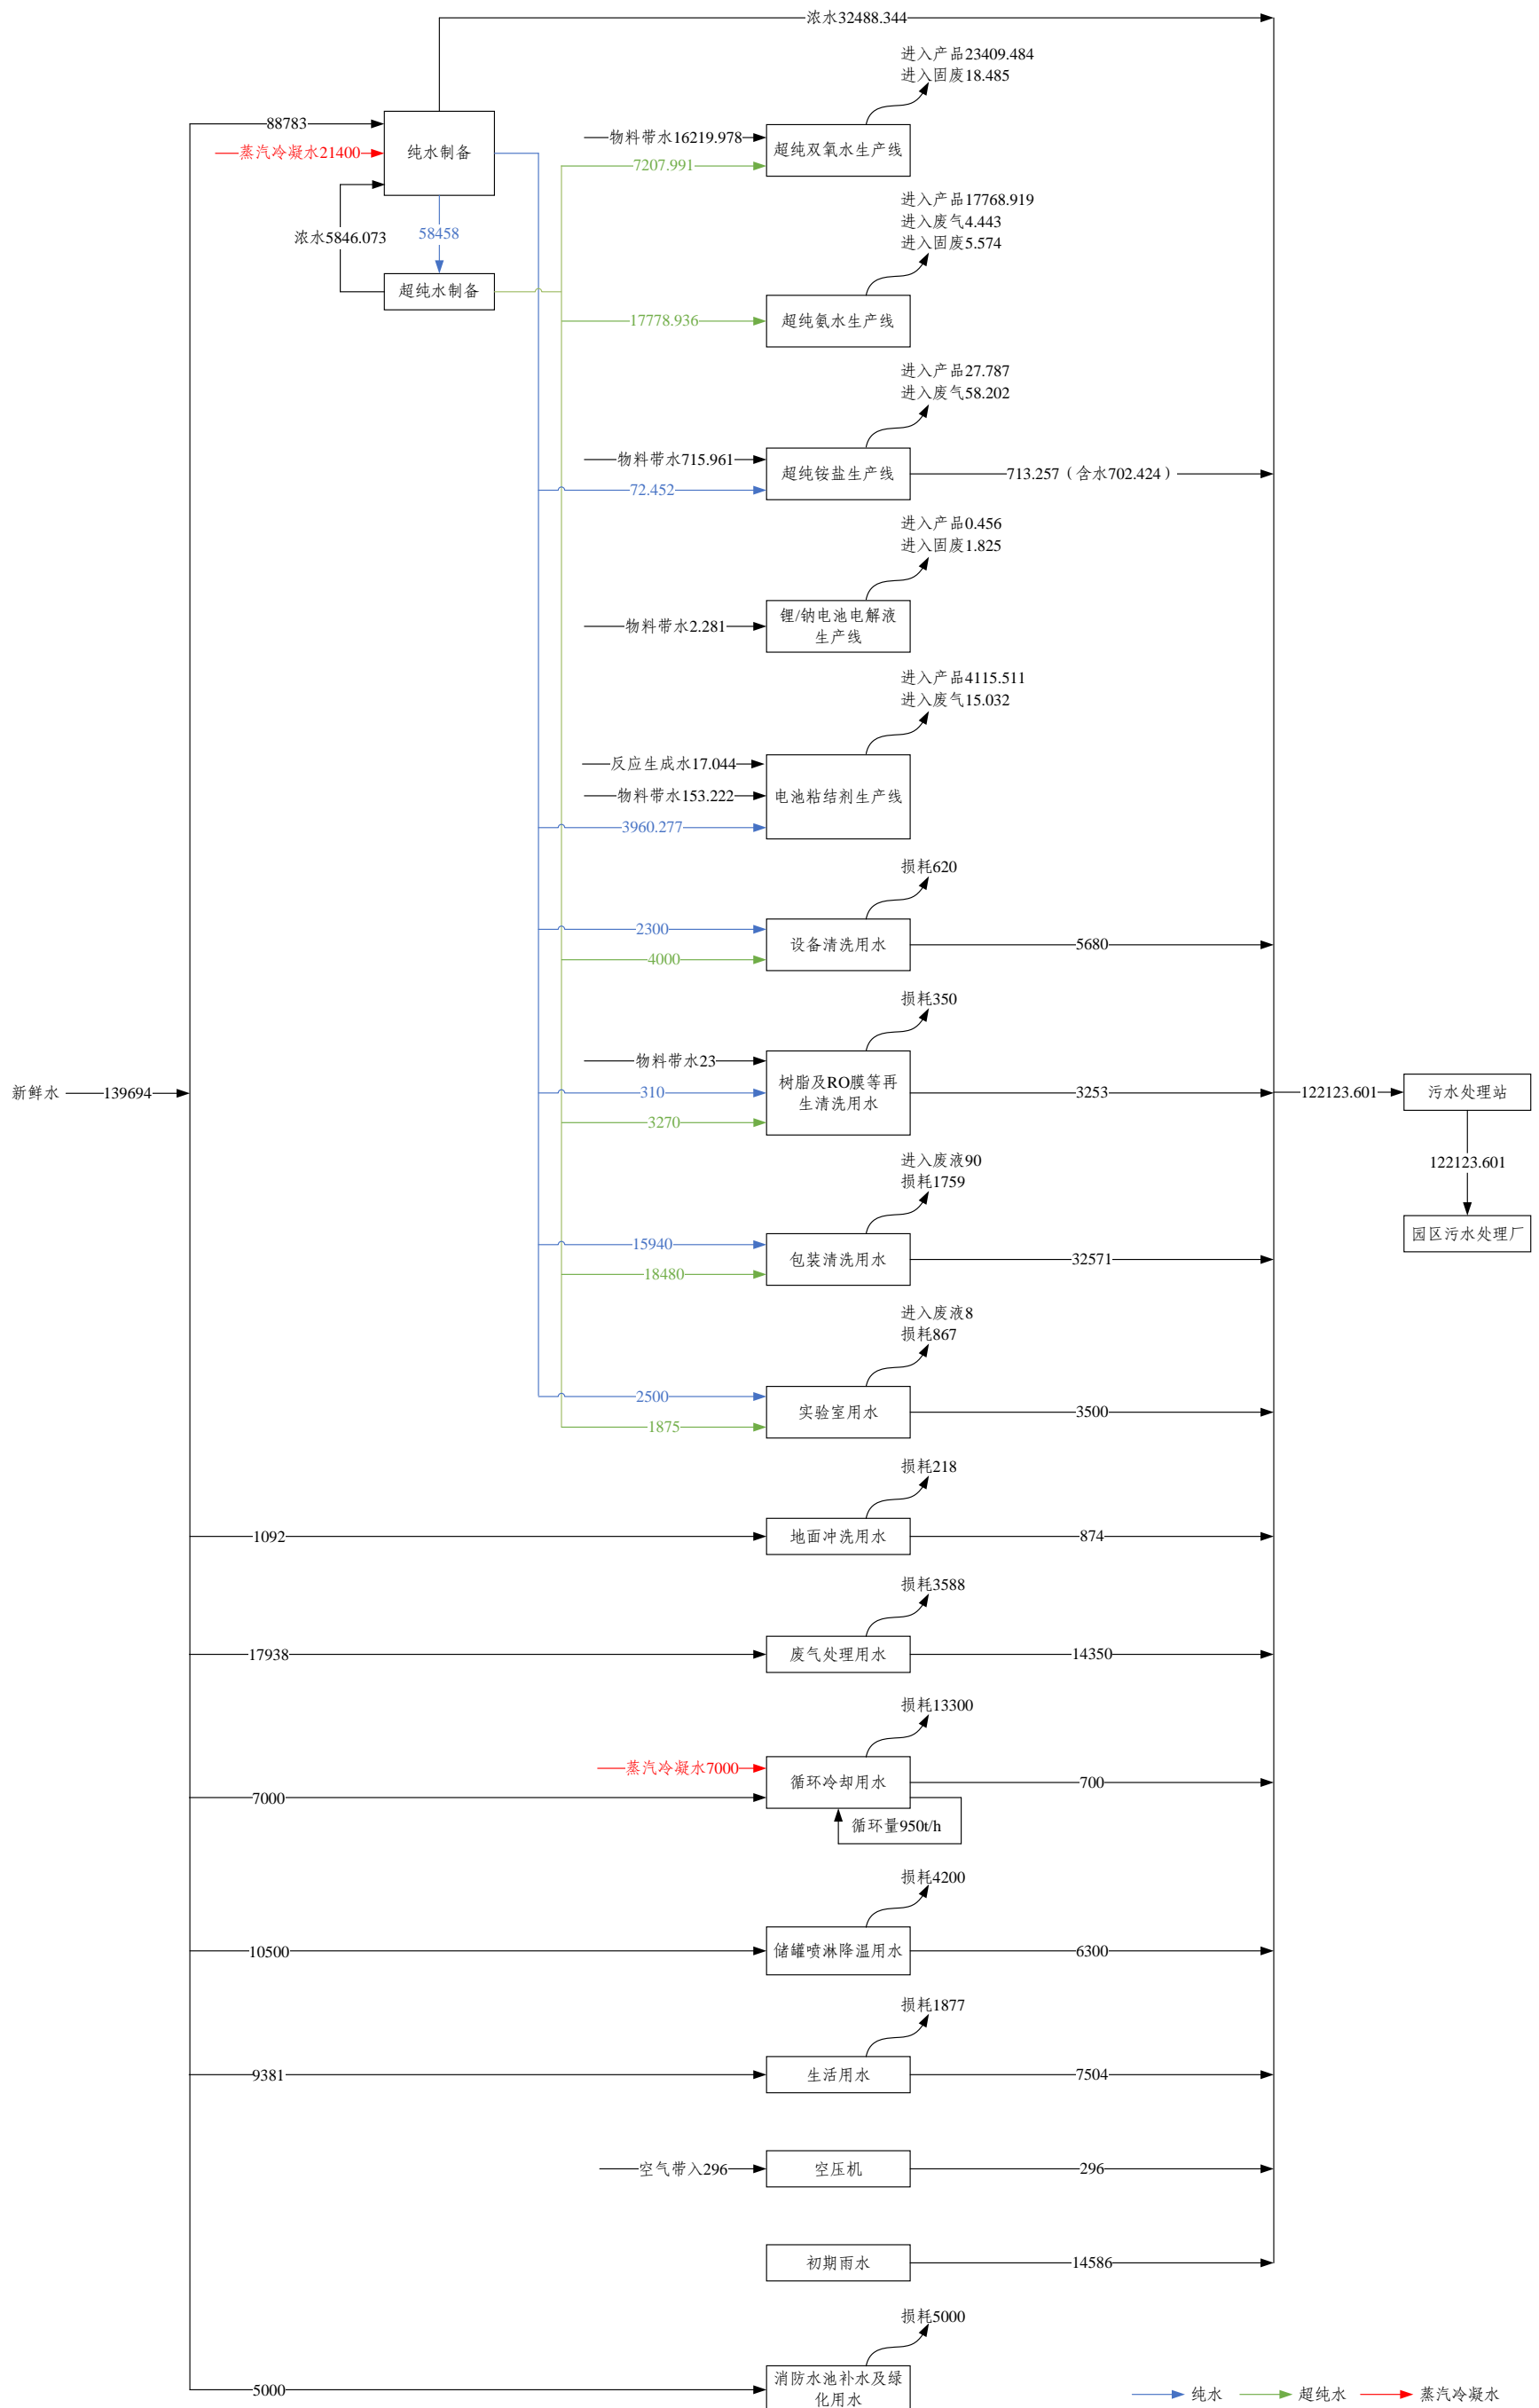 浓水32488.344
进入产品23409.484
进入固废18.485
88783
蒸汽冷凝水21400
纯水制备
物料带水16219.978
7207.991
超纯双氧水生产线
进入产品17768.919
进入废气4.443
进入固废5.574
浓水5846.073
58458
超纯水制备
17778.936
超纯氨水生产线
进入产品27.787
进入废气58.202
物料带水715.961
72.452
超纯铵盐生产线
713.257（含水702.424）
进入产品0.456
进入固废1.825
物料带水2.281
锂/钠电池电解液
生产线
进入产品4115.511
进入废气15.032
反应生成水17.044
物料带水153.222
3960.277
电池粘结剂生产线
损耗620
2300
4000
设备清洗用水
5680
损耗350
物料带水23
310
3270
树脂及RO膜等再
生清洗用水
3253
新鲜水
139694
122123.601
污水处理站
122123.601
园区污水处理厂
进入废液90
损耗1759
15940
18480
包装清洗用水
32571
进入废液8
损耗867
2500
1875
实验室用水
3500
损耗218
1092
地面冲洗用水
874
损耗3588
17938
废气处理用水
14350
损耗13300
蒸汽冷凝水7000
7000
循环冷却用水
700
循环量950t/h
损耗4200
10500
储罐喷淋降温用水
6300
损耗1877
9381
生活用水
7504
空气带入296
空压机
296
初期雨水
14586
损耗5000
5000
消防水池补水及绿
化用水
纯水
超纯水
蒸汽冷凝水